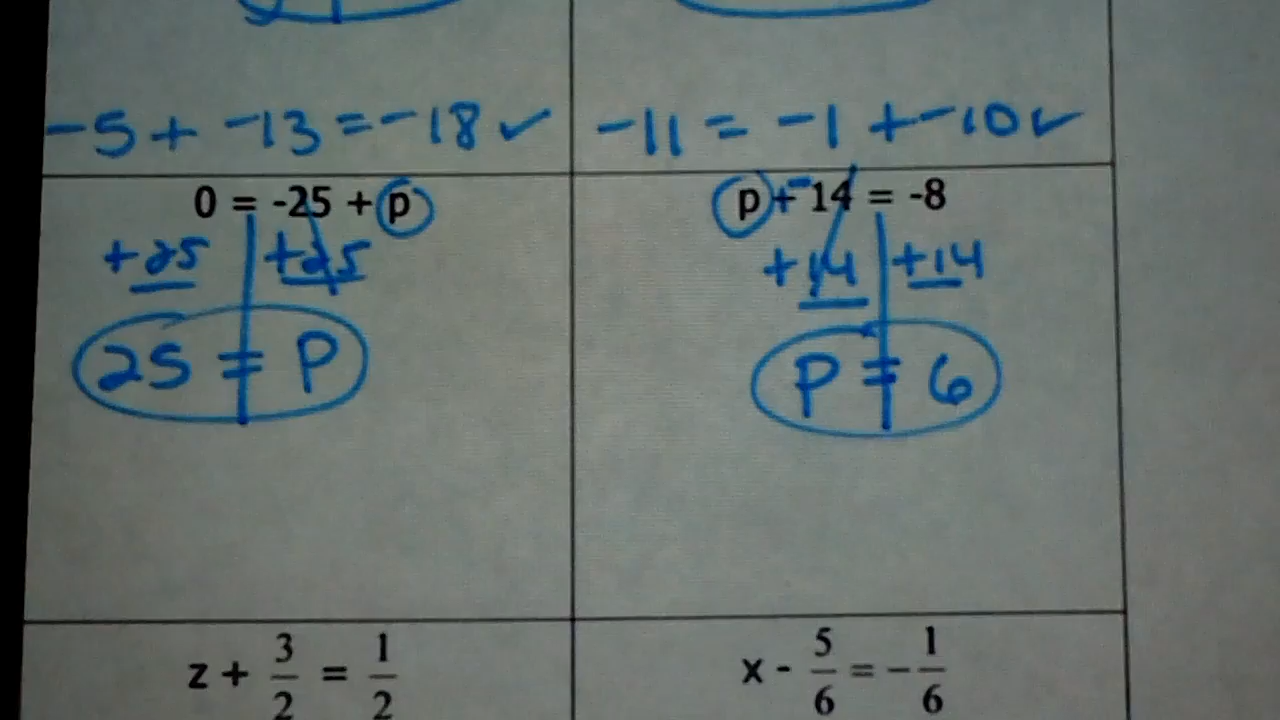 -5 + -13 = -18 ✓
-11 = -1 + -10 ✓
0 = -25 + p
+25 +25
25 = P
p + -14 = -8
+14 +14
P = 6
z + 3/2 = 1/2
x - 5/6 = - 1/6